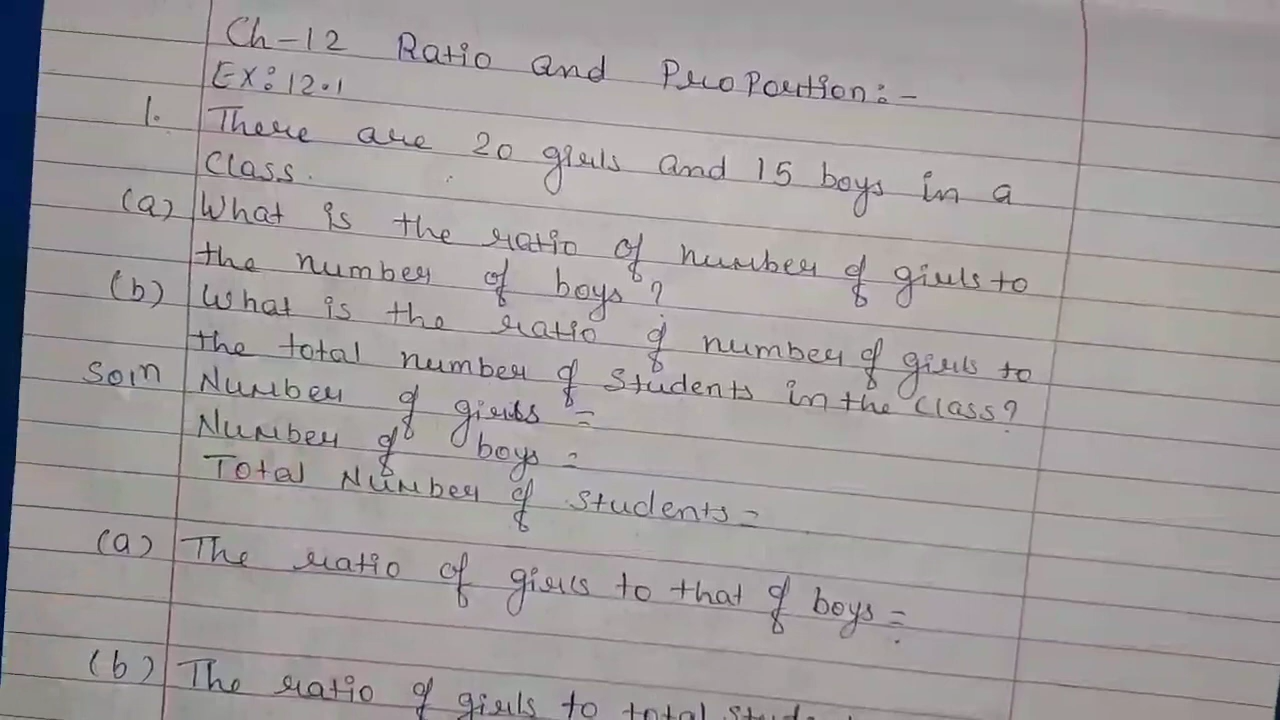 Ch-12 Ratio and Proportion:-
Ex: 12.1
1. There are 20 girls and 15 boys in a
Class.
(a) What is the ratio of number of girls to
the number of boys?
(b) What is the ratio of number of girls to
the total number of students in the class?
Soln Number of girls =
Number of boys =
Total Number of students =
(a) The ratio of girls to that of boys =
(b) The ratio of girls to total